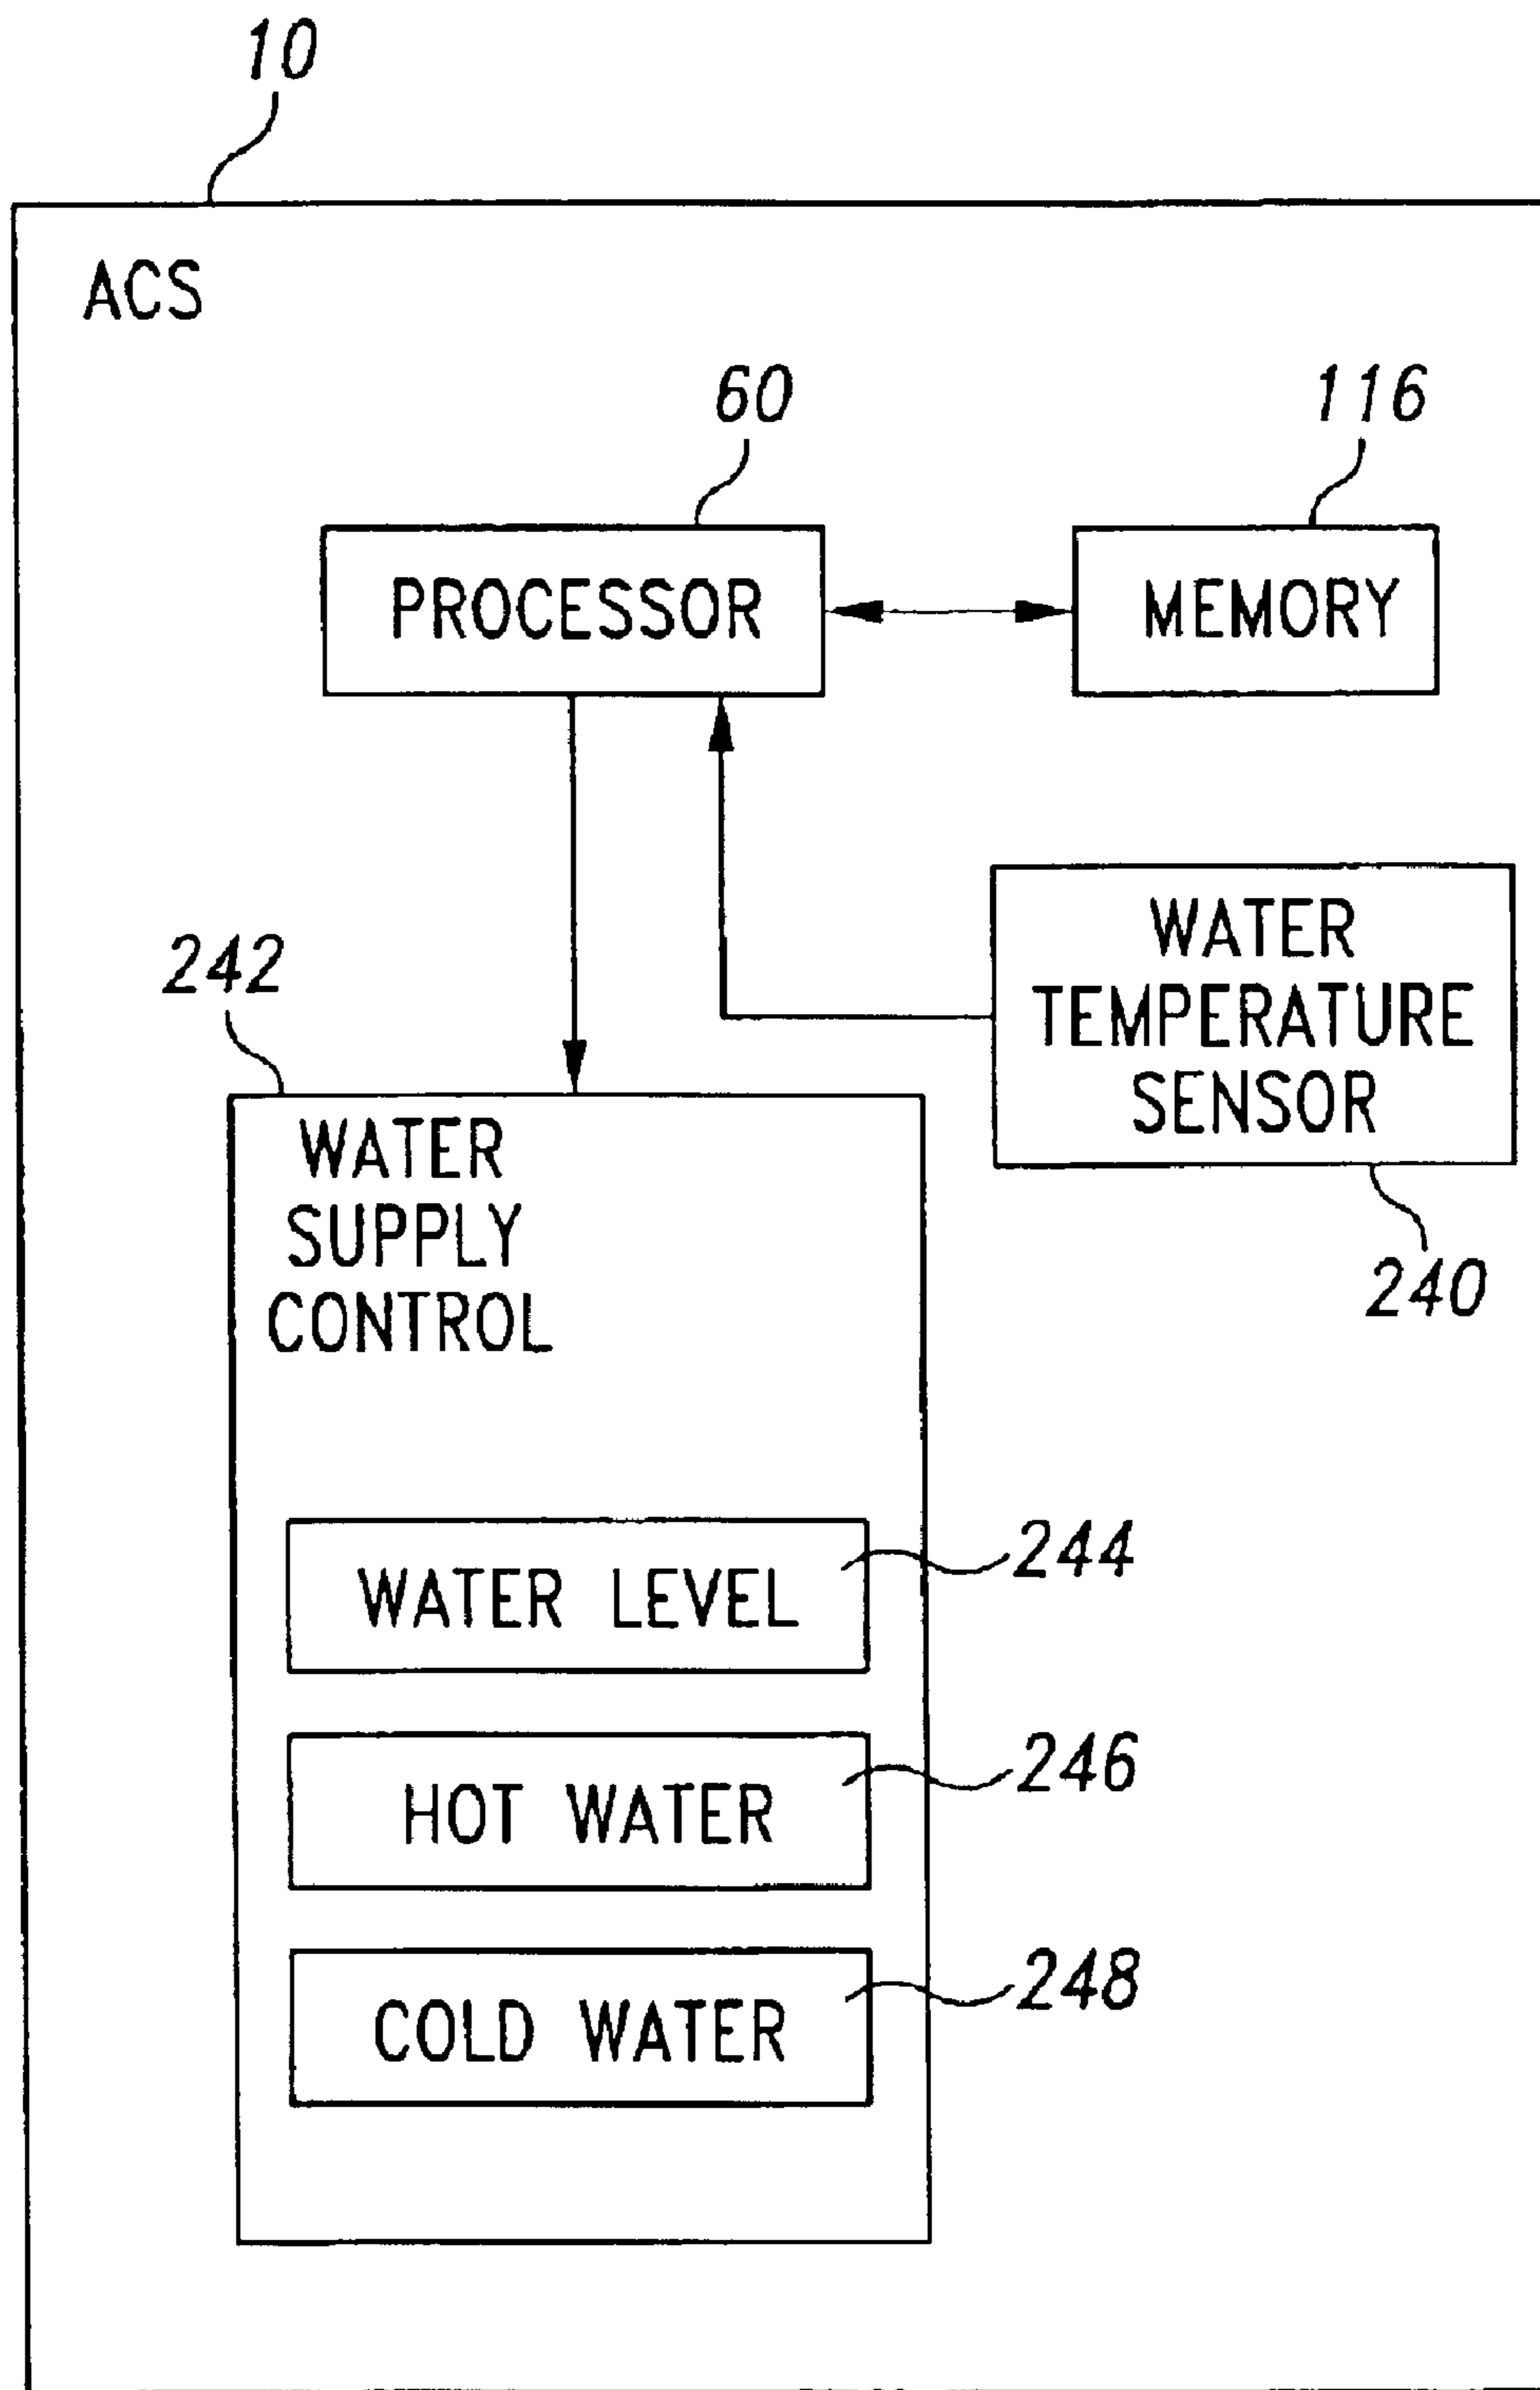 10
ACS
60
116
PROCESSOR
MEMORY
242
WATER
TEMPERATURE
SENSOR
240
WATER
SUPPLY
CONTROL
WATER LEVEL
244
HOT WATER
246
COLD WATER
248